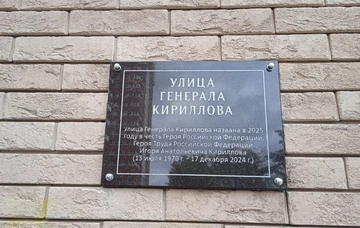 УЛИЦА
ГЕНЕРАЛА
КИРИЛЛОВА
улица Генерала Кириллова названа в 2025
году в честь Героя Российской Федерации,
Героя Труда Российской Федерации
Игоря Анатольевича Кириллова
(13 июля 1970 г. - 17 декабря 2024 г.)